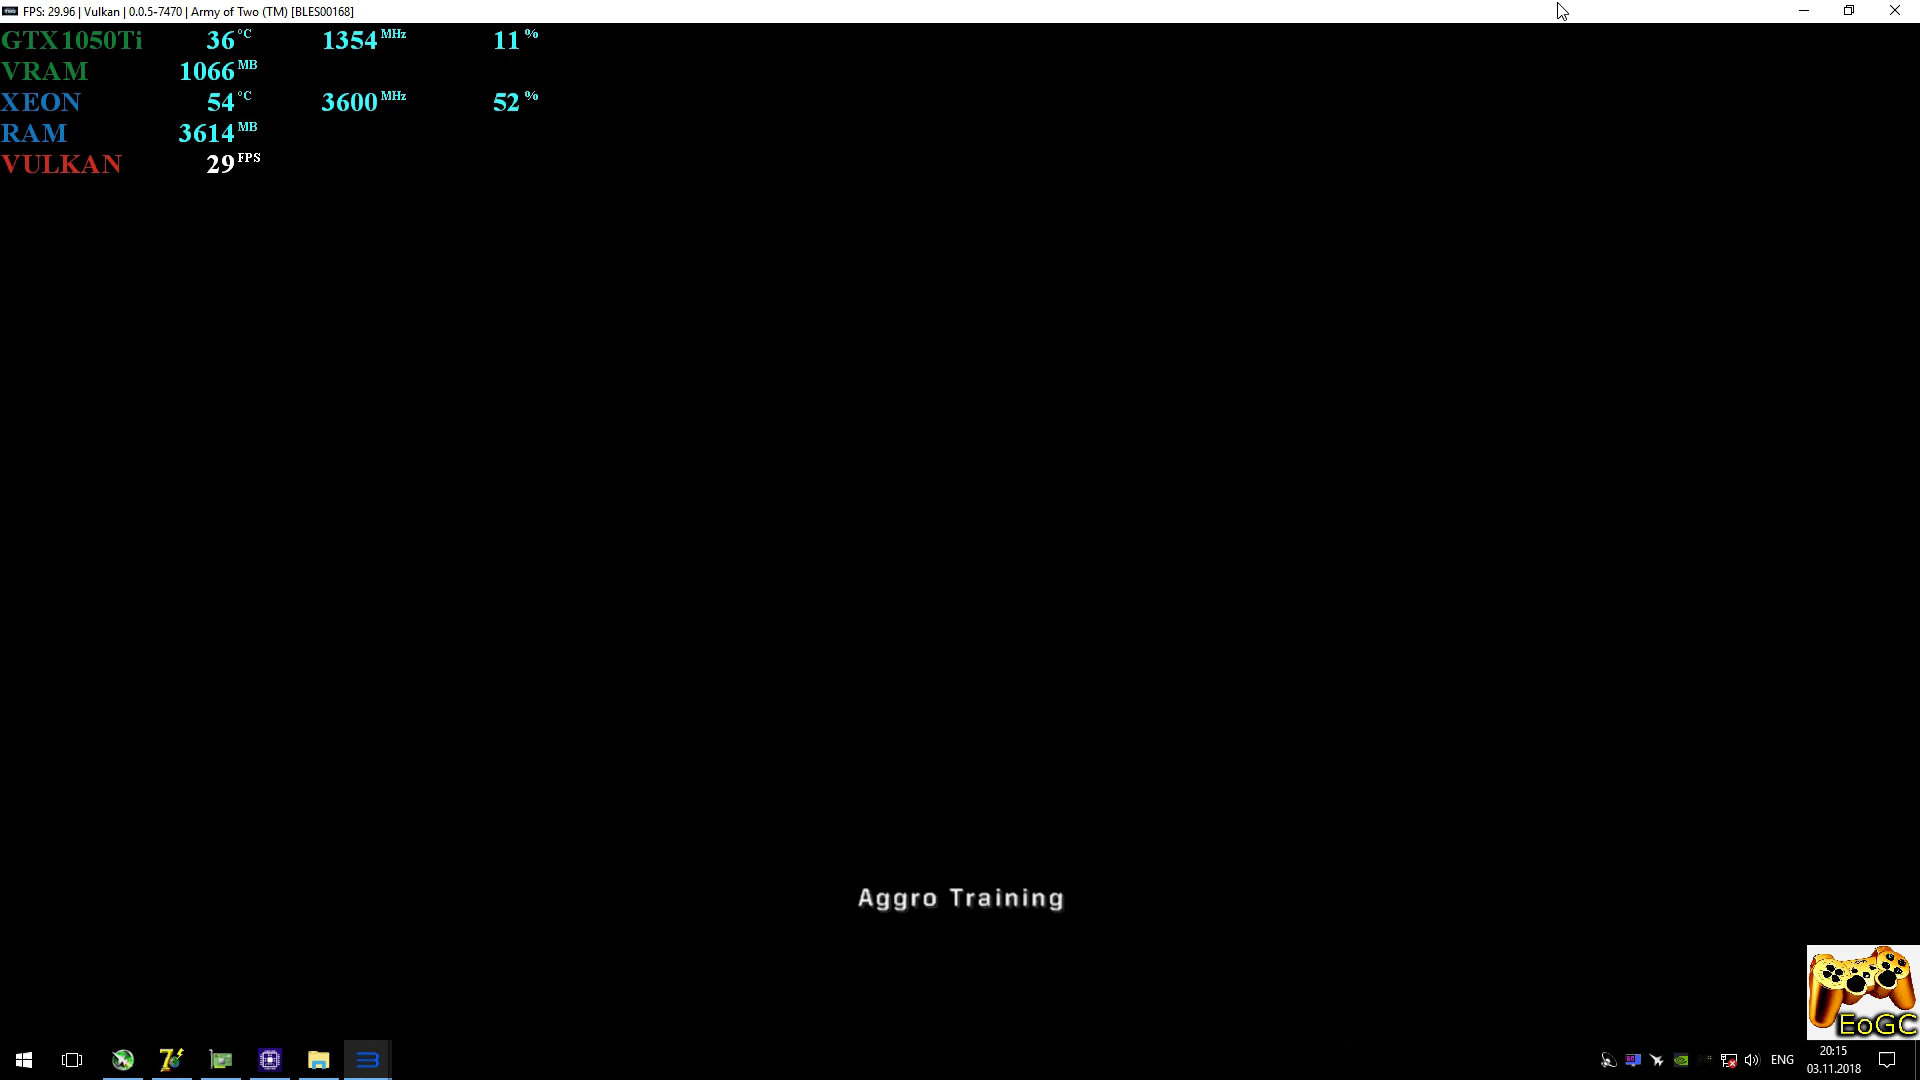 FPS: 29.96 | Vulkan | 0.0.5-7470 | Army of Two (TM) [BLES00168]
GTX1050Ti 36 °C 1354 MHz 11 %
VRAM 1066 MB
XEON 54 °C 3600 MHz 52 %
RAM 3614 MB
VULKAN 29 FPS
Aggro Training
EoGC
ENG
20:15
03.11.2018